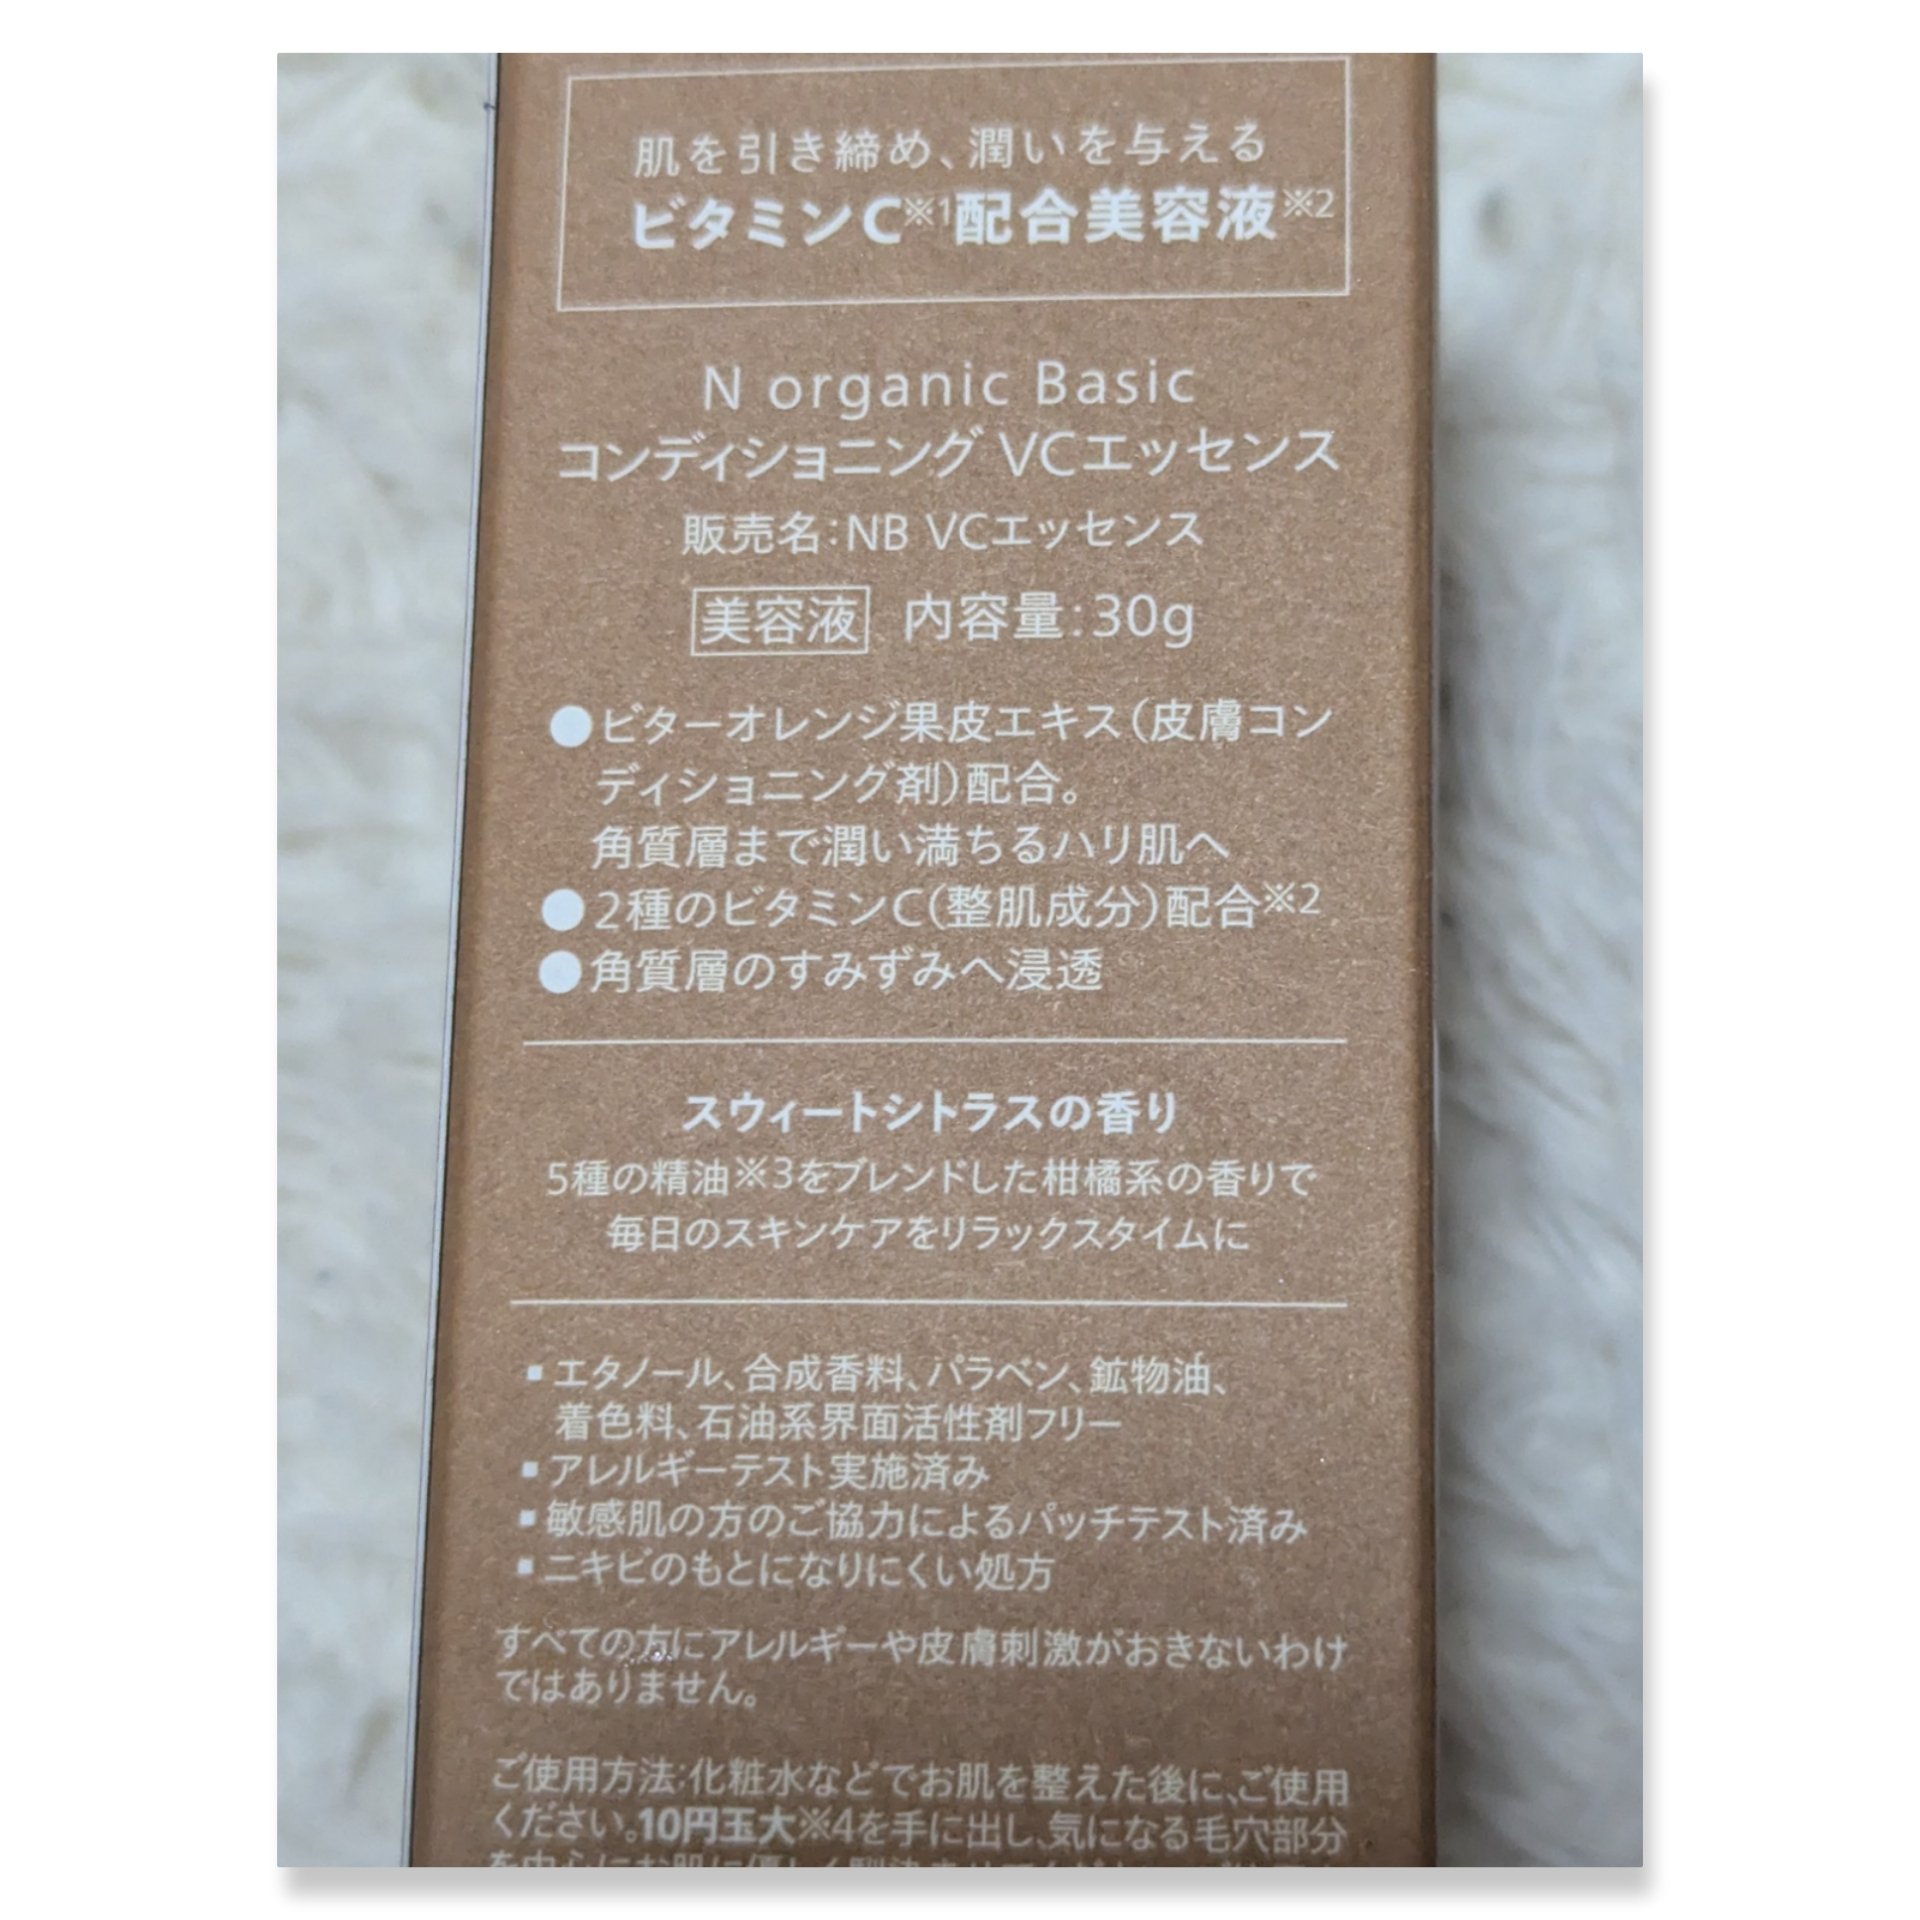 肌を引き締め、潤いを与える
ビタミンC※1配合美容液※2
N organic Basic
コンディショニング VCエッセンス
販売名:NB VCエッセンス
美容液 内容量:30g
●ビターオレンジ果皮エキス(皮膚コン
ディショニング剤)配合。
角質層まで潤い満ちるハリ肌へ
●2種のビタミンC(整肌成分)配合※2
●角質層のすみずみへ浸透
スウィートシトラスの香り
5種の精油※3をブレンドした柑橘系の香りで
毎日のスキンケアをリラックスタイムに
▪エタノール、合成香料、パラベン、鉱物油、
着色料、石油系界面活性剤フリー
▪アレルギーテスト実施済み
▪敏感肌の方のご協力によるパッチテスト済み
▪ニキビのもとになりにくい処方
すべての方にアレルギーや皮膚刺激がおきないわけ
ではありません。
ご使用方法:化粧水などでお肌を整えた後に、ご使用
ください。10円玉大※4を手に出し、気になる毛穴部分